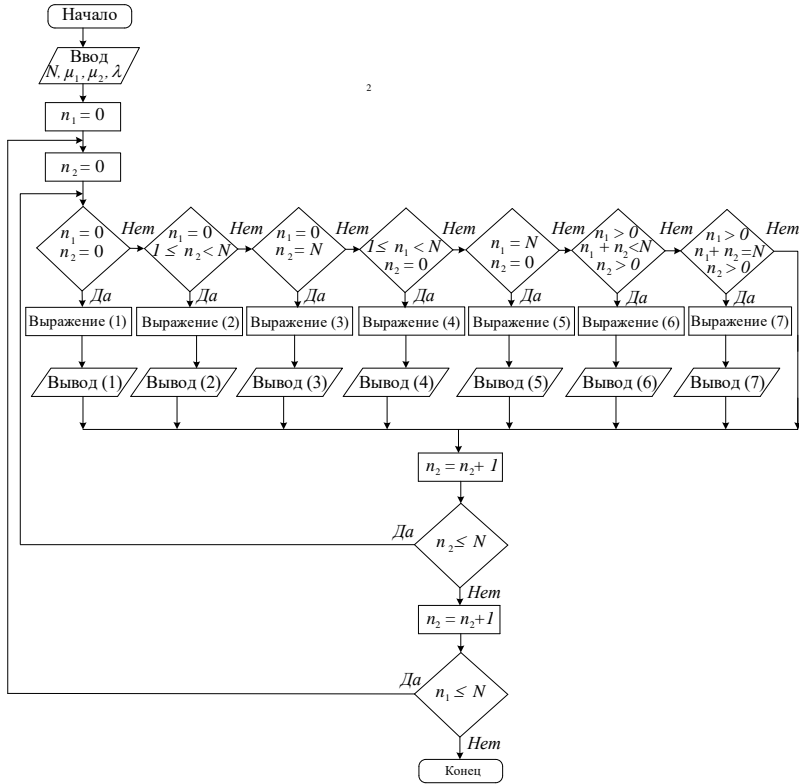 Начало
Ввод
N, μ₁, μ₂, λ
2
n₁ = 0
n₂ = 0
n₁ = 0
n₂ = 0
Нет
n₁ = 0
1 ≤ n₂ < N
Нет
n₁ = 0
n₂ = N
Нет
1 ≤ n₁ < N
n₂ = 0
Нет
n₁ = N
n₂ = 0
Нет
n₁ > 0
n₁ + n₂ < N
n₂ > 0
Нет
n₁ > 0
n₁ + n₂ = N
n₂ > 0
Нет
Да
Да
Да
Да
Да
Да
Да
Выражение (1)
Выражение (2)
Выражение (3)
Выражение (4)
Выражение (5)
Выражение (6)
Выражение (7)
Вывод (1)
Вывод (2)
Вывод (3)
Вывод (4)
Вывод (5)
Вывод (6)
Вывод (7)
n₂ = n₂ + 1
Да
n₂ ≤ N
Нет
n₂ = n₂+1
Да
n₁ ≤ N
Нет
Конец